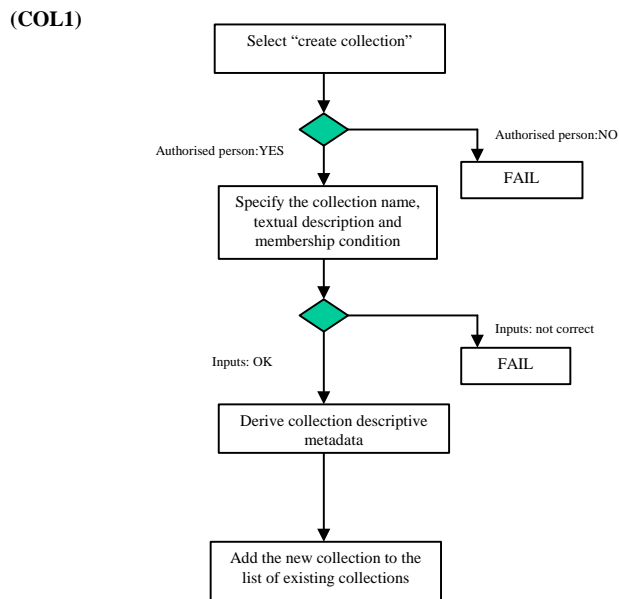 (COL1)
Select “create collection”
Authorised person:YES
Authorised person:NO
FAIL
Specify the collection name,
textual description and
membership condition
Inputs: not correct
Inputs: OK
FAIL
Derive collection descriptive
metadata
Add the new collection to the
list of existing collections